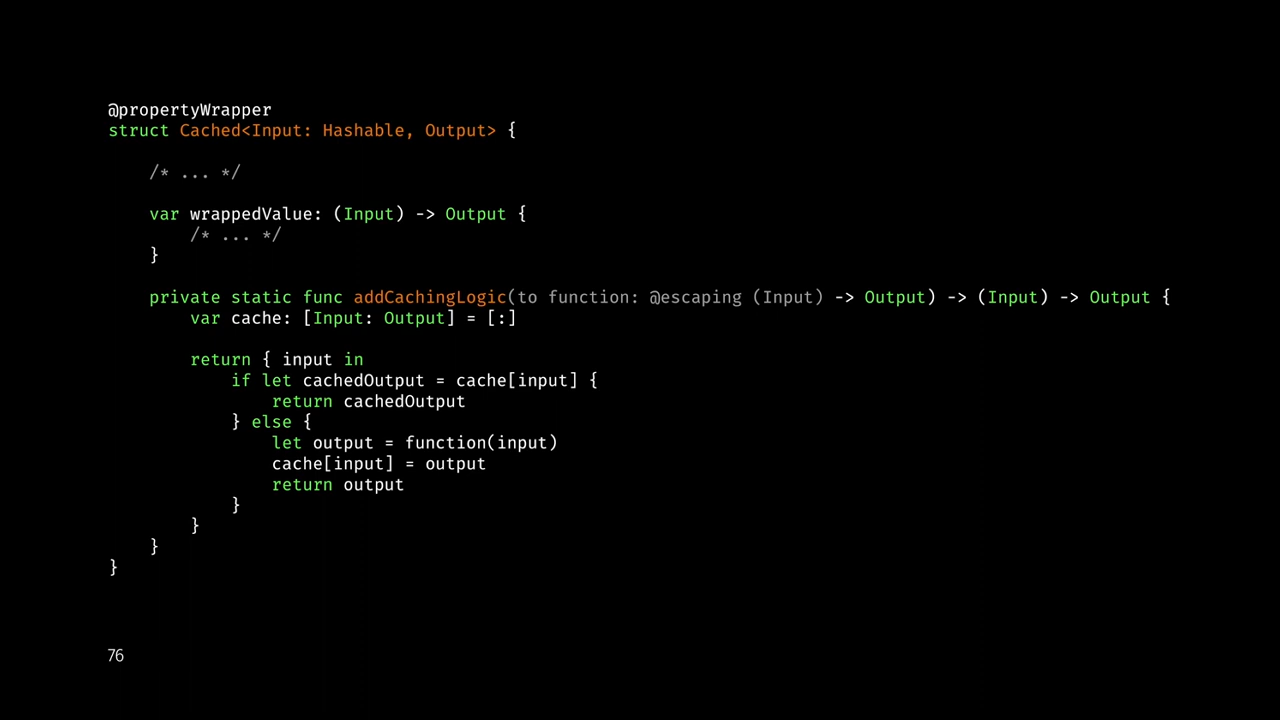 @propertyWrapper
struct Cached<Input: Hashable, Output> {
/* ... */
var wrappedValue: (Input) -> Output {
/* ... */
}
private static func addCachingLogic(to function: @escaping (Input) -> Output) -> (Input) -> Output {
var cache: [Input: Output] = [:]
return { input in
if let cachedOutput = cache[input] {
return cachedOutput
} else {
let output = function(input)
cache[input] = output
return output
}
}
}
}
76